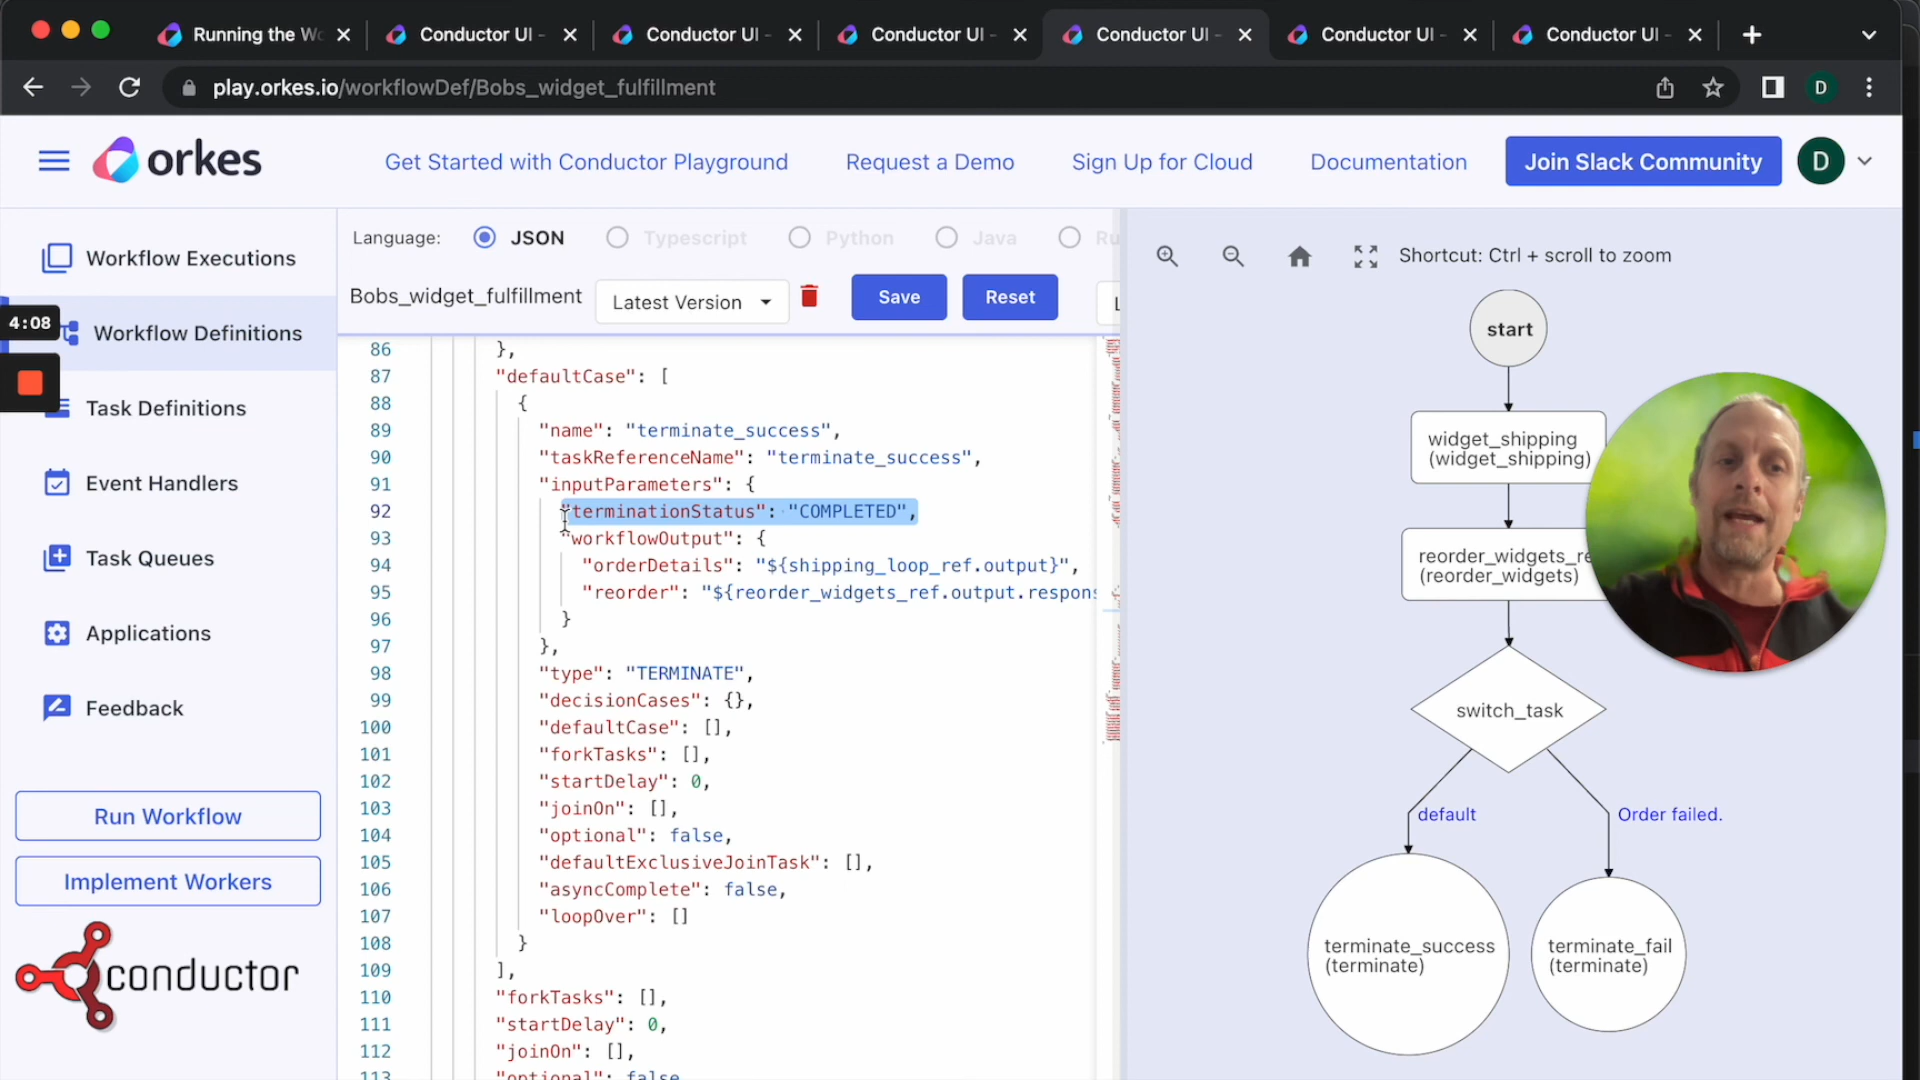 Running the Wo
Conductor UI -
Conductor UI -
Conductor UI -
Conductor UI -
Conductor UI -
Conductor UI -
play.orkes.io/workflowDef/Bobs_widget_fulfillment
D
orkes
Get Started with Conductor Playground
Request a Demo
Sign Up for Cloud
Documentation
Join Slack Community
D
Workflow Executions
4:08
Workflow Definitions
Task Definitions
Event Handlers
Task Queues
Applications
Feedback
Run Workflow
Implement Workers
conductor
Language:
JSON
Typescript
Python
Java
Ru
Bobs_widget_fulfillment
Latest Version
Save
Reset
86 },
87 "defaultCase": [
88 {
89 "name": "terminate_success",
90 "taskReferenceName": "terminate_success",
91 "inputParameters": {
92 "terminationStatus": "COMPLETED",
93 "workflowOutput": {
94 "orderDetails": "${shipping_loop_ref.output}",
95 "reorder": "${reorder_widgets_ref.output.respons
96 }
97 },
98 "type": "TERMINATE",
99 "decisionCases": {},
100 "defaultCase": [],
101 "forkTasks": [],
102 "startDelay": 0,
103 "joinOn": [],
104 "optional": false,
105 "defaultExclusiveJoinTask": [],
106 "asyncComplete": false,
107 "loopOver": []
108 }
109 ],
110 "forkTasks": [],
111 "startDelay": 0,
112 "joinOn": [],
113 "optional": false
Shortcut: Ctrl + scroll to zoom
start
widget_shipping
(widget_shipping)
reorder_widgets_re
(reorder_widgets)
switch_task
default
Order failed.
terminate_success
(terminate)
terminate_fail
(terminate)